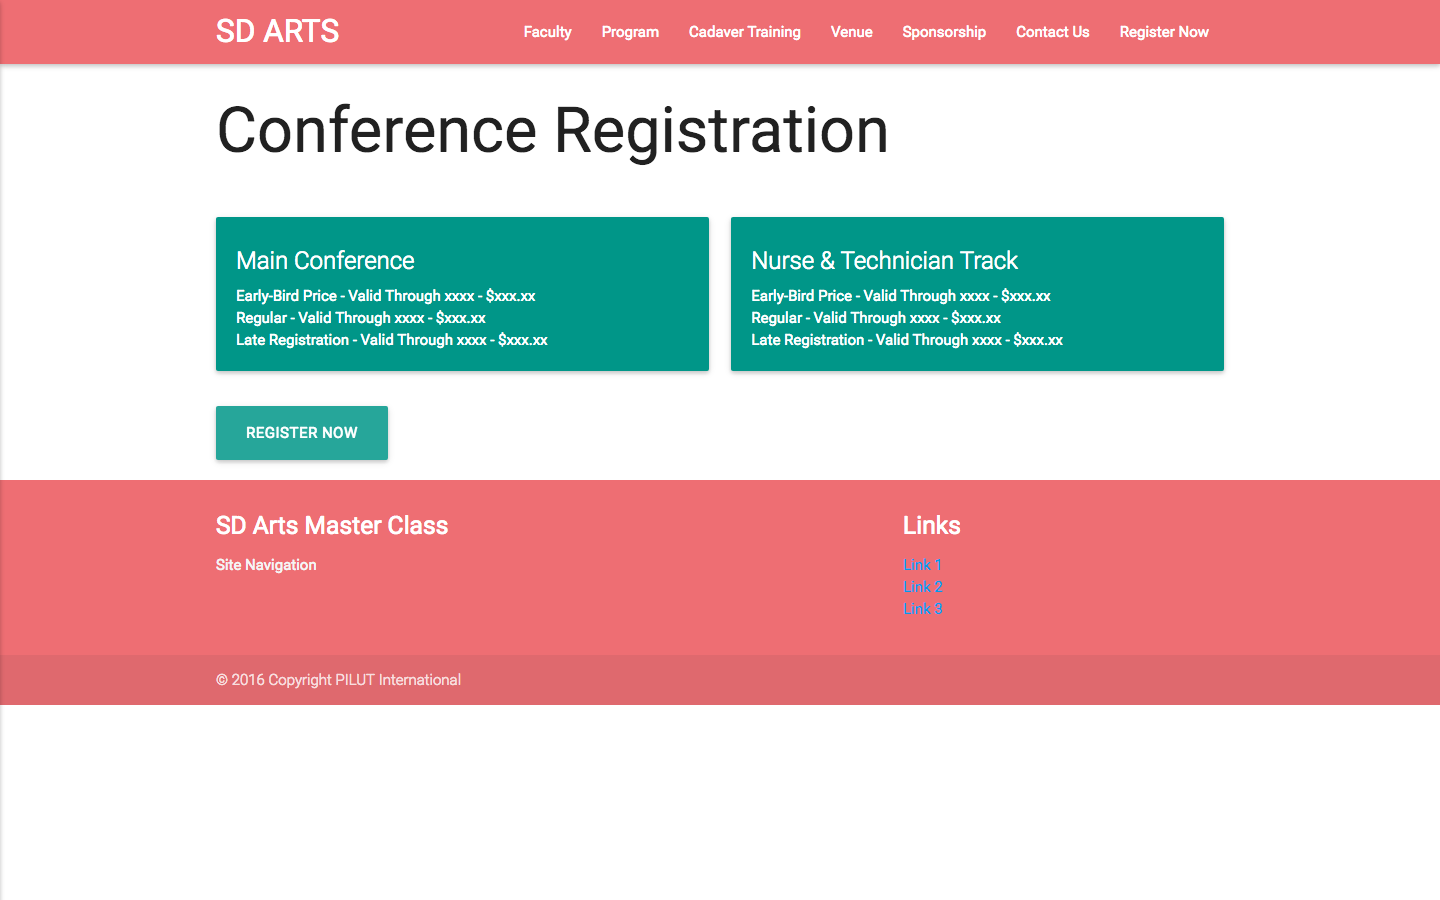 SD ARTS
Faculty Program Cadaver Training Venue Sponsorship Contact Us Register Now
Conference Registration
Main Conference
Early-Bird Price - Valid Through xxxx - $xxx.xx
Regular - Valid Through xxxx - $xxx.xx
Late Registration - Valid Through xxxx - $xxx.xx
Nurse & Technician Track
Early-Bird Price - Valid Through xxxx - $xxx.xx
Regular - Valid Through xxxx - $xxx.xx
Late Registration - Valid Through xxxx - $xxx.xx
REGISTER NOW
SD Arts Master Class
Site Navigation
Links
Link 1
Link 2
Link 3
© 2016 Copyright PILUT International